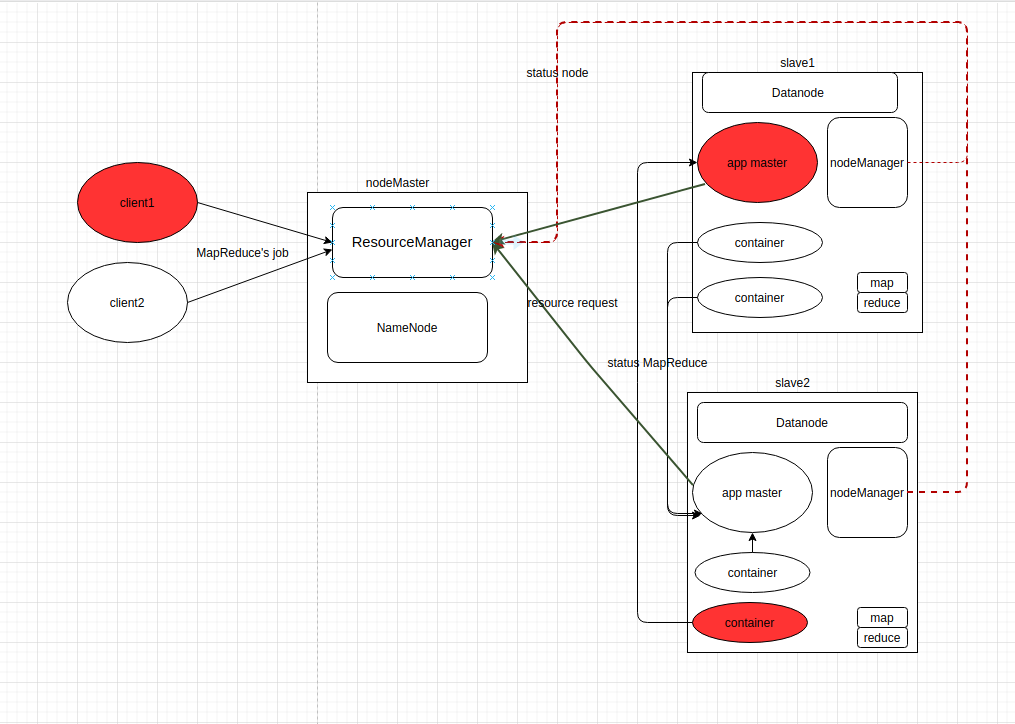 status node
slave1
Datanode
app master
nodeManager
client1
nodeMaster
ResourceManager
MapReduce's job
container
client2
NameNode
resource request
container
map
reduce
status MapReduce
slave2
Datanode
app master
nodeManager
container
container
map
reduce